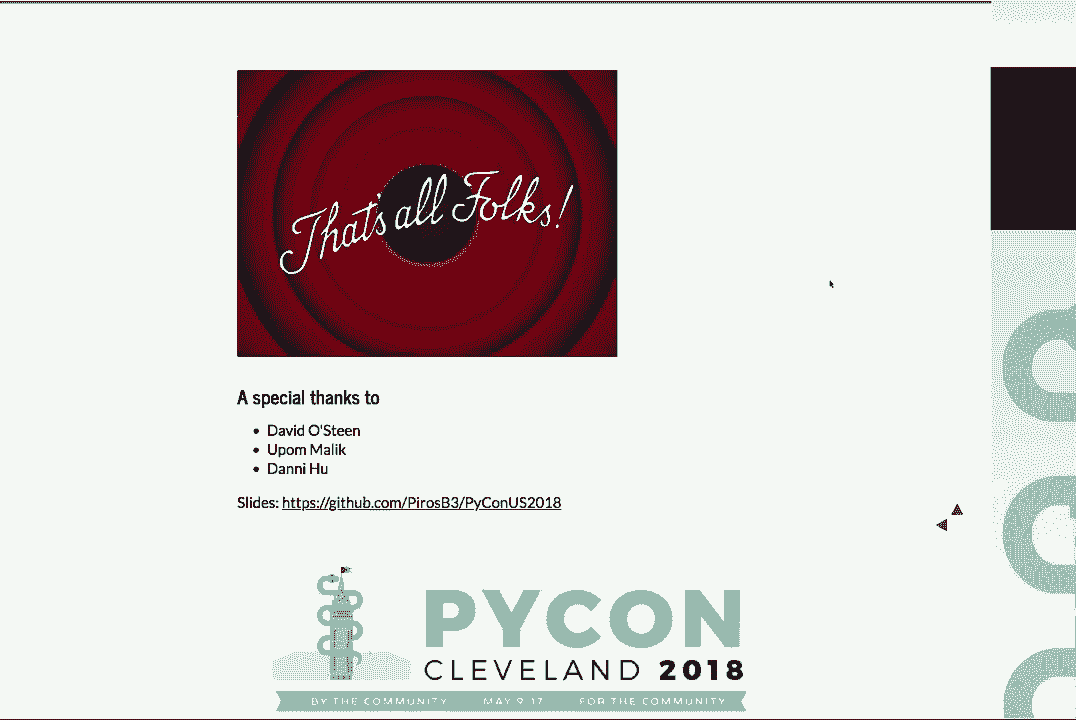 That's all Folks!
A special thanks to
David O'Steen
Upom Malik
Danni Hu
Slides: https://github.com/PirosB3/PyConUS2018
PYCON
CLEVELAND 2018
BY THE COMMUNITY MAY 9-17 FOR THE COMMUNITY